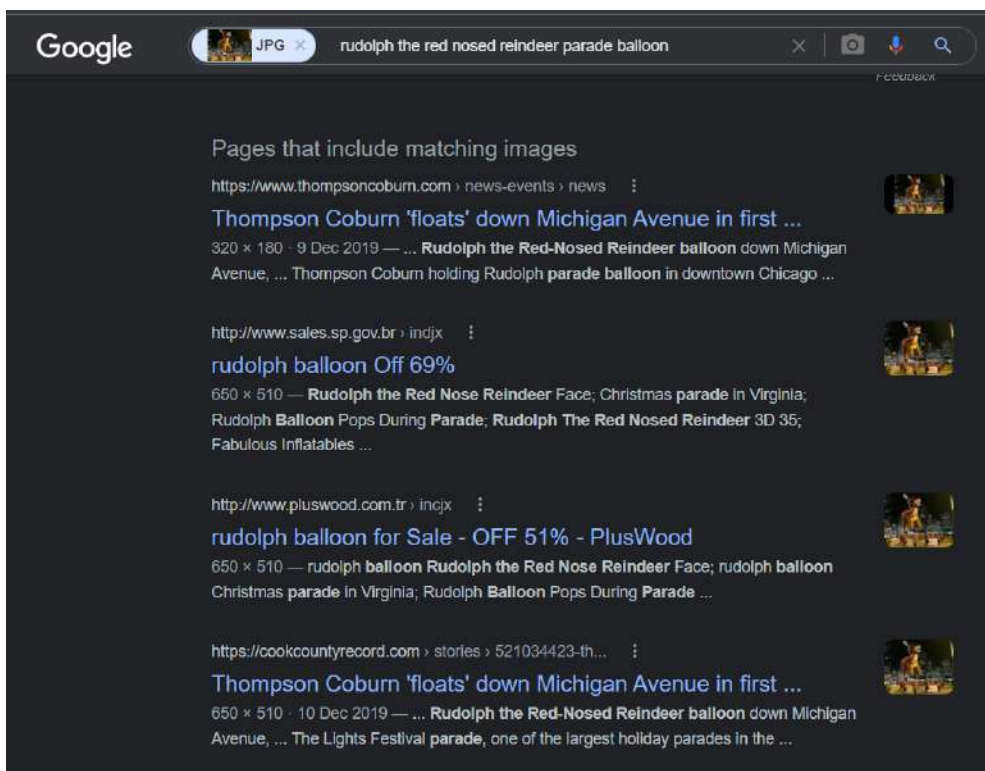 Google
JPG × rudolph the red nosed reindeer parade balloon ×
Feedback
Pages that include matching images
https://www.thompsoncoburn.com › news-events › news
Thompson Coburn 'floats' down Michigan Avenue in first ...
320 × 180 · 9 Dec 2019 — ... Rudolph the Red-Nosed Reindeer balloon down Michigan
Avenue, ... Thompson Coburn holding Rudolph parade balloon in downtown Chicago ...
http://www.sales.sp.gov.br › indjx
rudolph balloon Off 69%
650 × 510 — Rudolph the Red Nose Reindeer Face; Christmas parade in Virginia;
Rudolph Balloon Pops During Parade; Rudolph The Red Nosed Reindeer 3D 35;
Fabulous Inflatables ...
http://www.pluswood.com.tr › incjx
rudolph balloon for Sale - OFF 51% - PlusWood
650 × 510 — rudolph balloon Rudolph the Red Nose Reindeer Face; rudolph balloon
Christmas parade in Virginia; Rudolph Balloon Pops During Parade ...
https://cookcountyrecord.com › stories › 521034423-th...
Thompson Coburn 'floats' down Michigan Avenue in first ...
650 × 510 · 10 Dec 2019 — ... Rudolph the Red-Nosed Reindeer balloon down Michigan
Avenue, ... The Lights Festival parade, one of the largest holiday parades in the ...